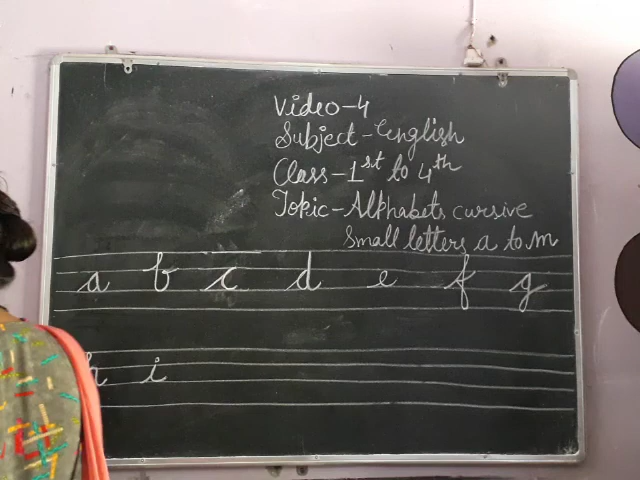 Video-4
Subject-English
Class-1st to 4th
Topic-Alphabets cursive
Small letters a to m
a b c d e f g
h i